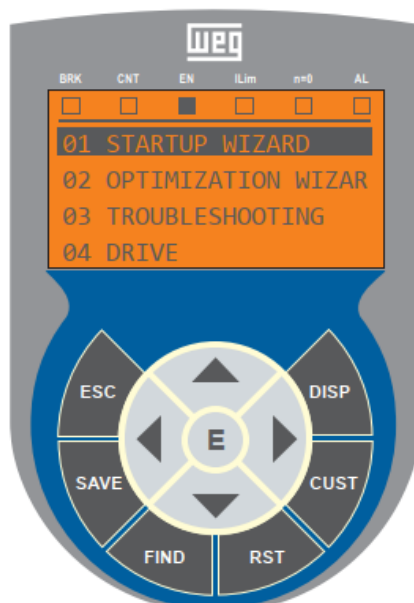 weg
BRK CNT EN ILim n=0 AL
01 STARTUP WIZARD
02 OPTIMIZATION WIZAR
03 TROUBLESHOOTING
04 DRIVE
ESC DISP
E
SAVE CUST
FIND RST